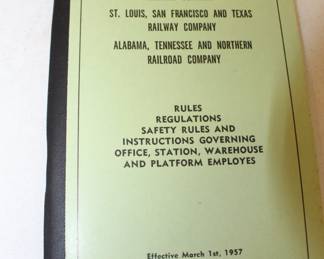 ST. LOUIS, SAN FRANCISCO AND TEXAS
RAILWAY COMPANY
ALABAMA, TENNESSEE AND NORTHERN
RAILROAD COMPANY
RULES
REGULATIONS
SAFETY RULES AND
INSTRUCTIONS GOVERNING
OFFICE, STATION, WAREHOUSE
AND PLATFORM EMPLOYES
Effective March 1st, 1957